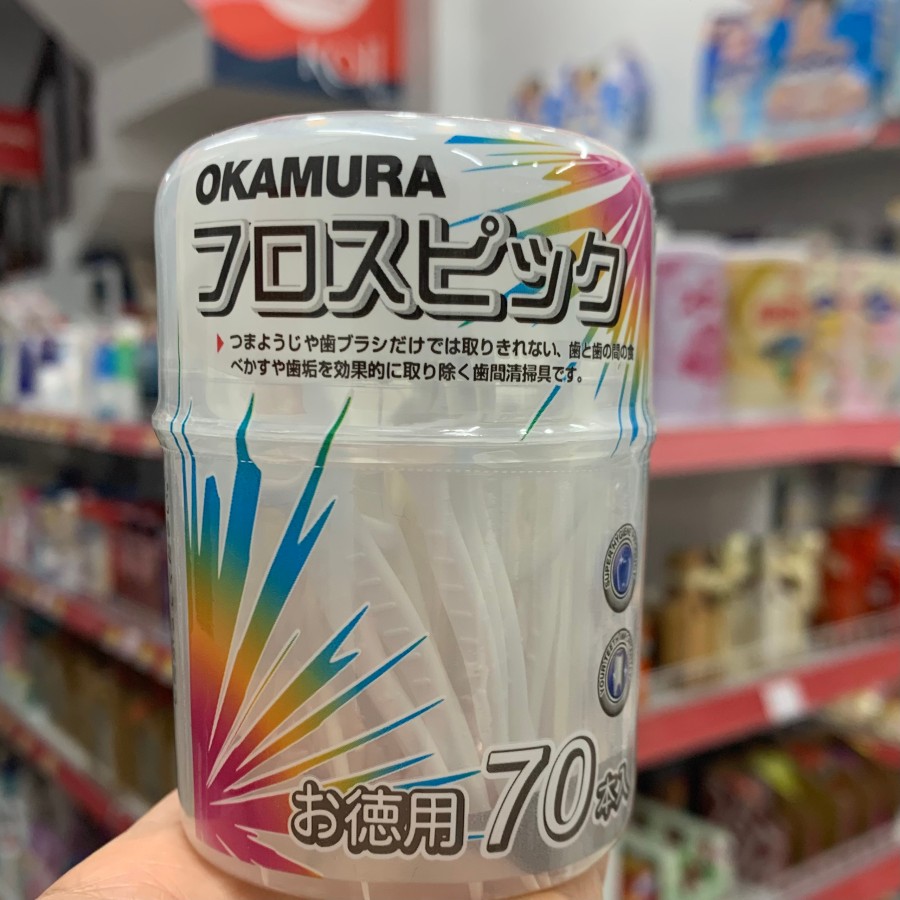 OKAMURA
フロスピック
つまようじや歯ブラシだけでは取りきれない、歯と歯の間の食
べかすや歯垢を効果的に取り除く歯間清掃具です。
お徳用 70本入